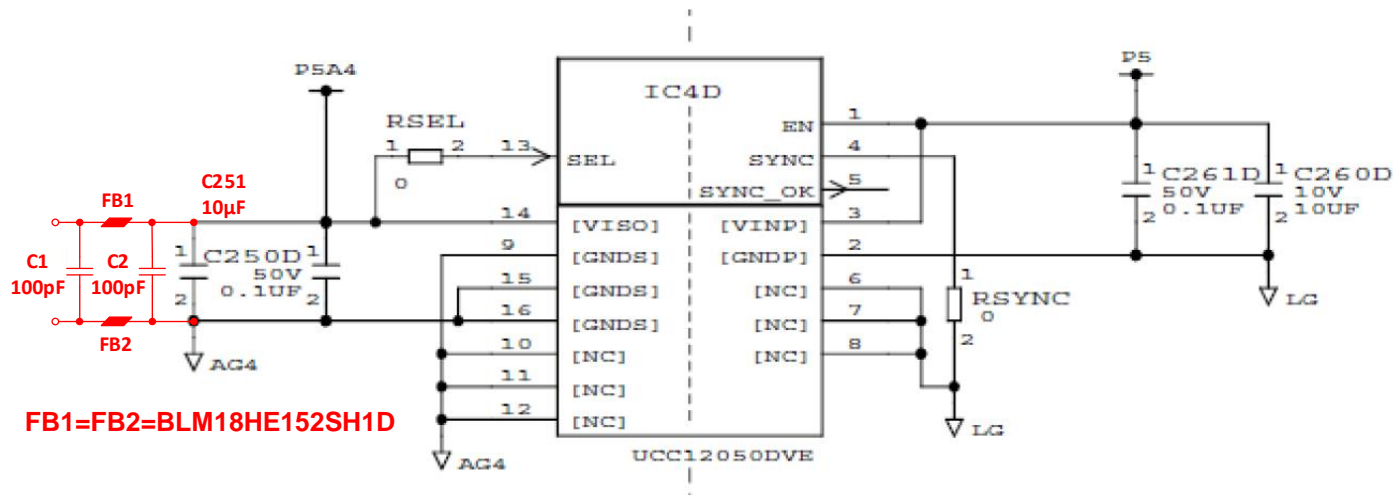 P5A4
P5
IC4D
RSEL
1 2 13
0
SEL
EN 1
SYNC 4
SYNC_OK 5
C251
10µF
FB1
14 [VISO]
[VINP] 3
9 [GNDS]
[GNDP] 2
15 [GNDS]
[NC] 6
16 [GNDS]
[NC] 7
10 [NC]
[NC] 8
11 [NC]
12 [NC]
C1
100pF
C2
100pF
1 C250D 1
50V
0.1UF
2 2
FB2
AG4
1 C261D
50V
0.1UF
2
1 C260D
10V
10UF
2
LG
1
RSYNC
0
2
LG
FB1=FB2=BLM18HE152SH1D
AG4
UCC12050DVE